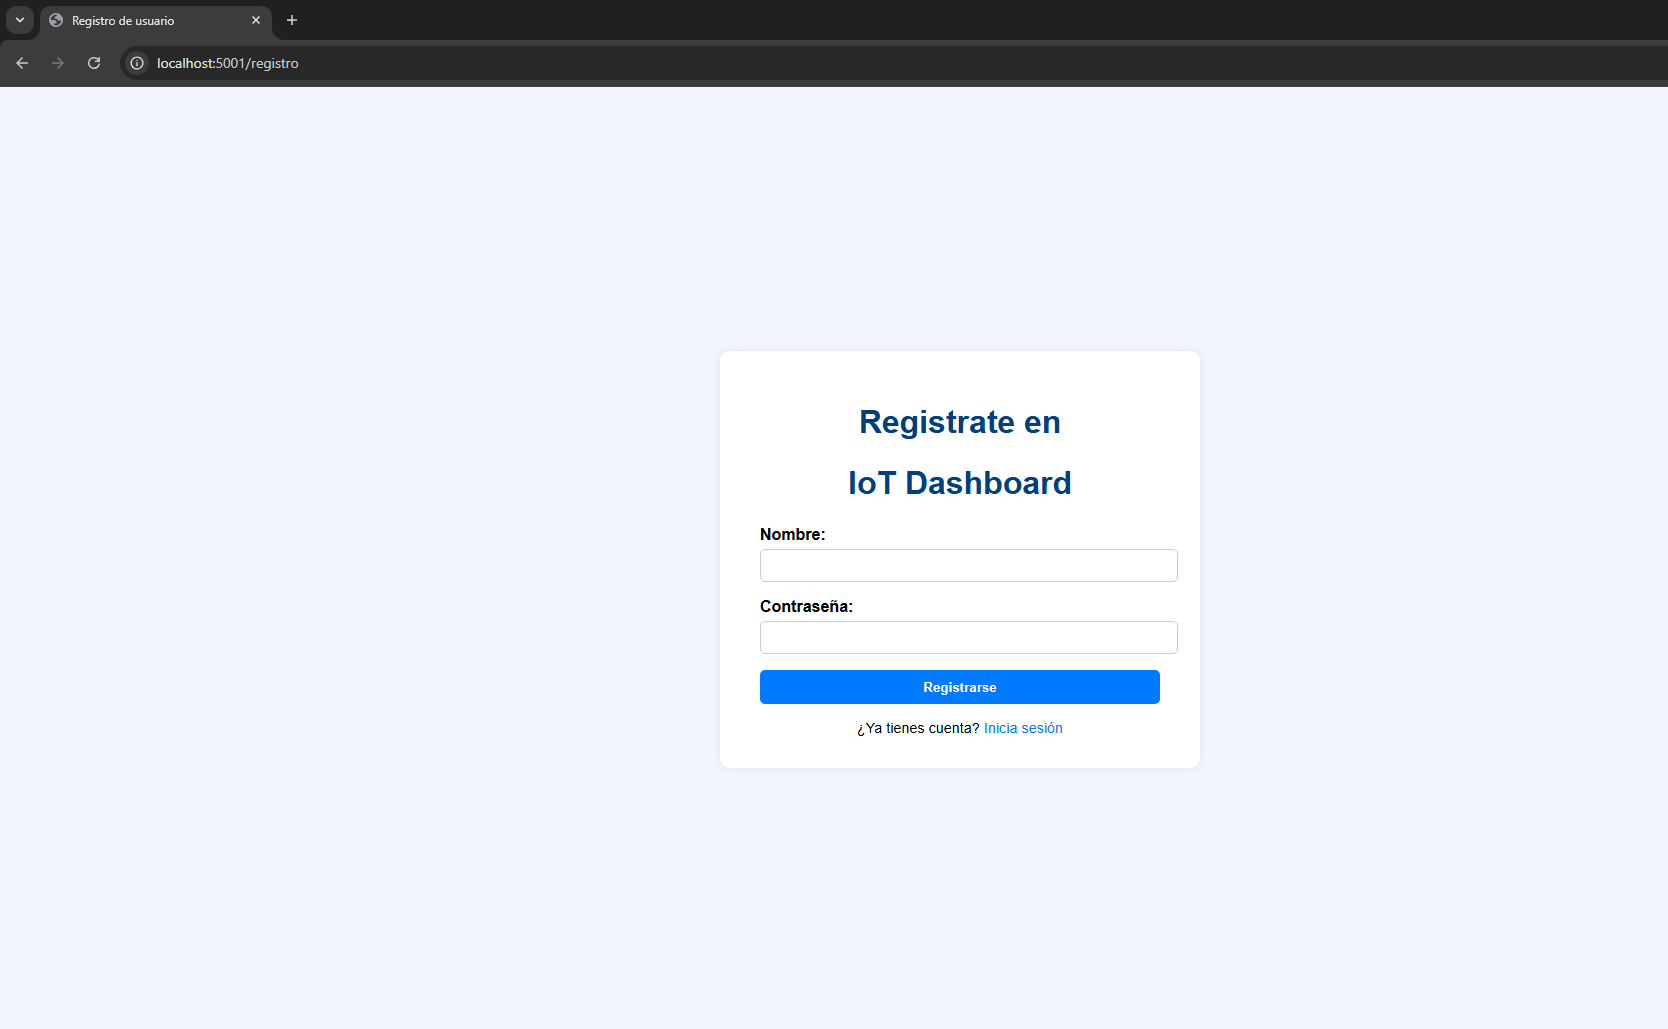 Registro de usuario
localhost:5001/registro
Registrate en
IoT Dashboard
Nombre:
Contraseña:
Registrarse
¿Ya tienes cuenta? Inicia sesión